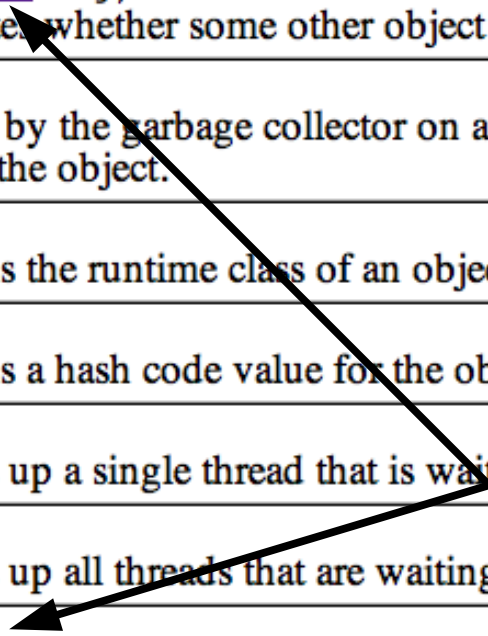 whether some other object
by the garbage collector on a
the object.
s the runtime class of an obje
s a hash code value for the ob
up a single thread that is wait
up all threads that are waiting